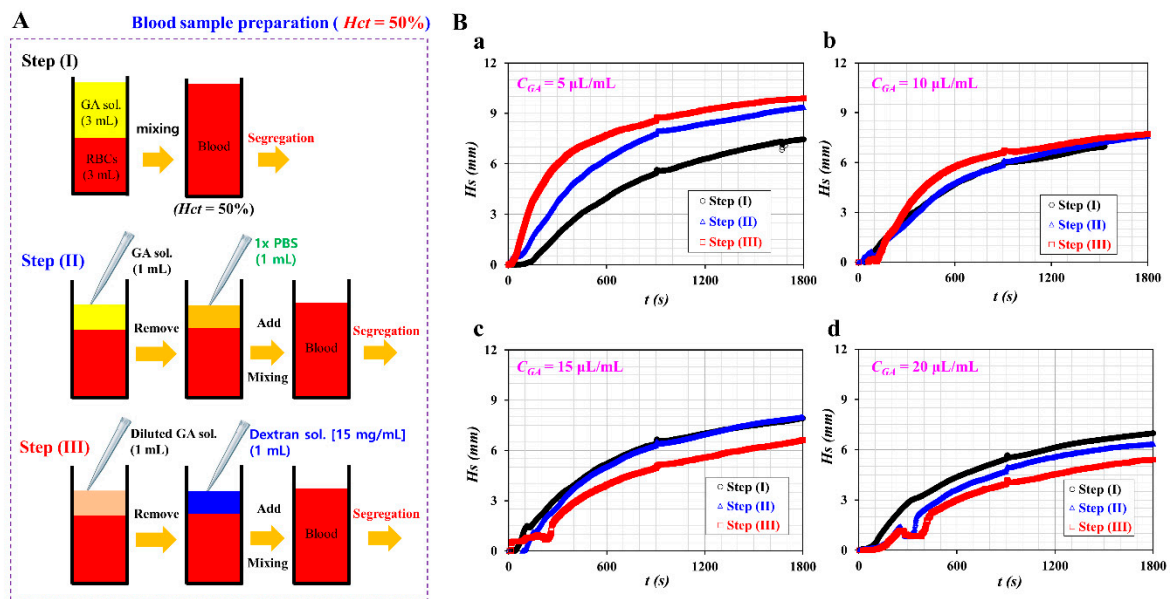 A
Blood sample preparation ( Hct = 50%)
Step (I)
GA sol.
(3 mL)
RBCs
(3 mL)
mixing
Blood
Segregation
(Hct = 50%)
Step (II)
GA sol.
(1 mL)
1x PBS
(1 mL)
Remove
Add
Mixing
Blood
Segregation
Step (III)
Diluted GA sol.
(1 mL)
Dextran sol. [15 mg/mL]
(1 mL)
Remove
Add
Mixing
Blood
Segregation
B
a
C_GA = 5 μL/mL
Hs (mm)
12
9
6
3
0
0 600 1200 1800
t (s)
Step (I)
Step (II)
Step (III)
b
C_GA = 10 μL/mL
Hs (mm)
12
9
6
3
0
0 600 1200 1800
t (s)
Step (I)
Step (II)
Step (III)
c
C_GA = 15 μL/mL
Hs (mm)
12
9
6
3
0
0 600 1200 1800
t (s)
Step (I)
Step (II)
Step (III)
d
C_GA = 20 μL/mL
Hs (mm)
12
9
6
3
0
0 600 1200 1800
t (s)
Step (I)
Step (II)
Step (III)